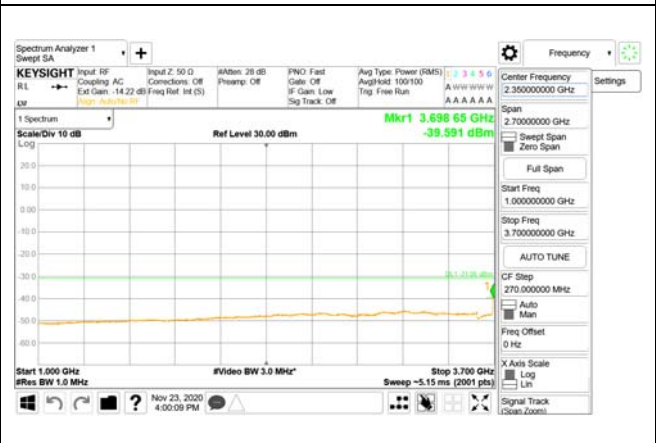 Spectrum Analyzer 1
Swept SA
+
Frequency
KEYSIGHT
Input: RF
Input Z: 50 Ω
#Atten: 28 dB
PNO: Fast
Avg Type: Power (RMS)
1 2 3 4 5 6
RL
Coupling: AC
Corrections: Off
Preamp: Off
Gate: Off
Avg|Hold: 100/100
A W W W W W
Ext Gain: -14.22 dB
Freq Ref: Int (S)
IF Gain: Low
Trig: Free Run
Align: Auto/No RF
Sig Track: Off
A A A A A A
1 Spectrum
Mkr1 3.698 65 GHz
Scale/Div 10 dB
Ref Level 30.00 dBm
-39.591 dBm
Log
20.0
10.0
0.00
-10.0
-20.0
-30.0
-40.0
-50.0
-60.0
1
Start 1.000 GHz
#Video BW 3.0 MHz*
Stop 3.700 GHz
#Res BW 1.0 MHz
Sweep ~5.15 ms (2001 pts)
?
Nov 23, 2020
4:00:09 PM
Center Frequency
2.350000000 GHz
Settings
Span
2.70000000 GHz
Swept Span
Zero Span
Full Span
Start Freq
1.000000000 GHz
Stop Freq
3.700000000 GHz
AUTO TUNE
CF Step
270.000000 MHz
Auto
Man
Freq Offset
0 Hz
X Axis Scale
Log
Lin
Signal Track
(Span Zoom)